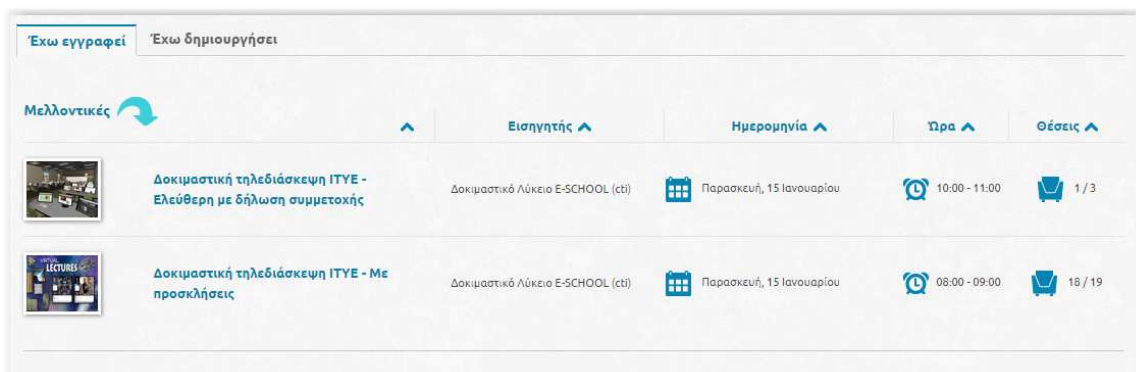 Έχω εγγραφεί Έχω δημιουργήσει
Μελλοντικές
Εισηγητής Ημερομηνία Ώρα Θέσεις
Δοκιμαστική τηλεδιάσκεψη ΙΤΥΕ -
Ελεύθερη με δήλωση συμμετοχής
Δοκιμαστικό Λύκειο E-SCHOOL (cti) Παρασκευή, 15 Ιανουαρίου 10:00 - 11:00 1 / 3
VIRTUAL
LECTURES
Δοκιμαστική τηλεδιάσκεψη ΙΤΥΕ - Με
προσκλήσεις
Δοκιμαστικό Λύκειο E-SCHOOL (cti) Παρασκευή, 15 Ιανουαρίου 08:00 - 09:00 18 / 19